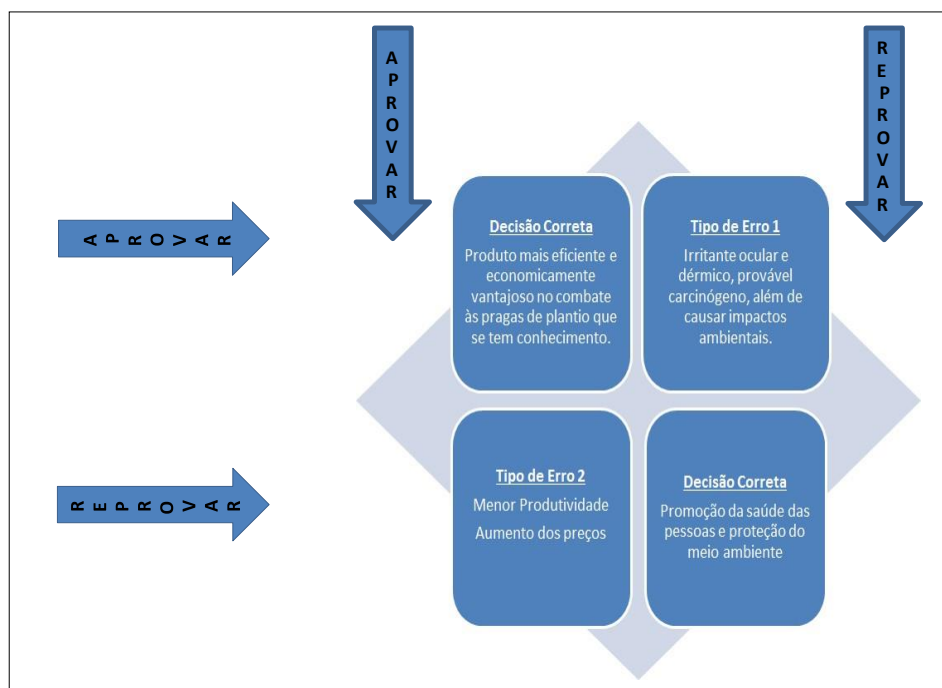 APROVAR
REPROVAR
APROVAR
Decisão Correta
Produto mais eficiente e
economicamente
vantajoso no combate
às pragas de plantio que
se tem conhecimento.
Tipo de Erro 1
Irritante ocular e
dérmico, provável
carcinógeno, além de
causar impactos
ambientais.
REPROVAR
Tipo de Erro 2
Menor Produtividade
Aumento dos preços
Decisão Correta
Promoção da saúde das
pessoas e proteção do
meio ambiente